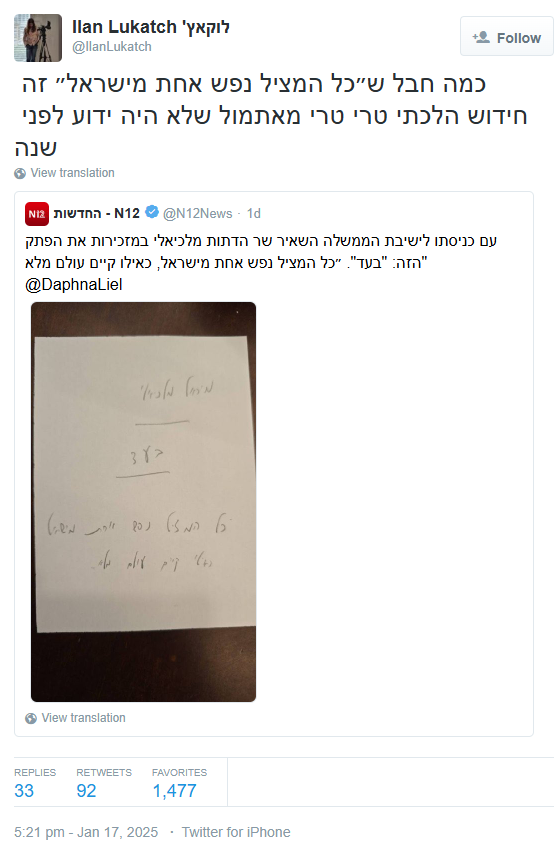 Ilan Lukatch לוקאץ'
@IlanLukatch
Follow
כמה חבל ש״כל המציל נפש אחת מישראל״ זה
חידוש הלכתי טרי טרי מאתמול שלא היה ידוע לפני
שנה
View translation
N12
החדשות - N12 @N12News · 1d
עם כניסתו לישיבת הממשלה השאיר שר הדתות מלכיאלי במזכירות את הפתק
הזה: "בעד". ״כל המציל נפש אחת מישראל, כאילו קיים עולם מלא"
@DaphnaLiel
מיכאל מלכיאלי
בעד
כל המציל נפש אחת מישראל
כאילו קיים עולם מלא.
View translation
REPLIES RETWEETS FAVORITES
33 92 1,477
5:21 pm - Jan 17, 2025 · Twitter for iPhone